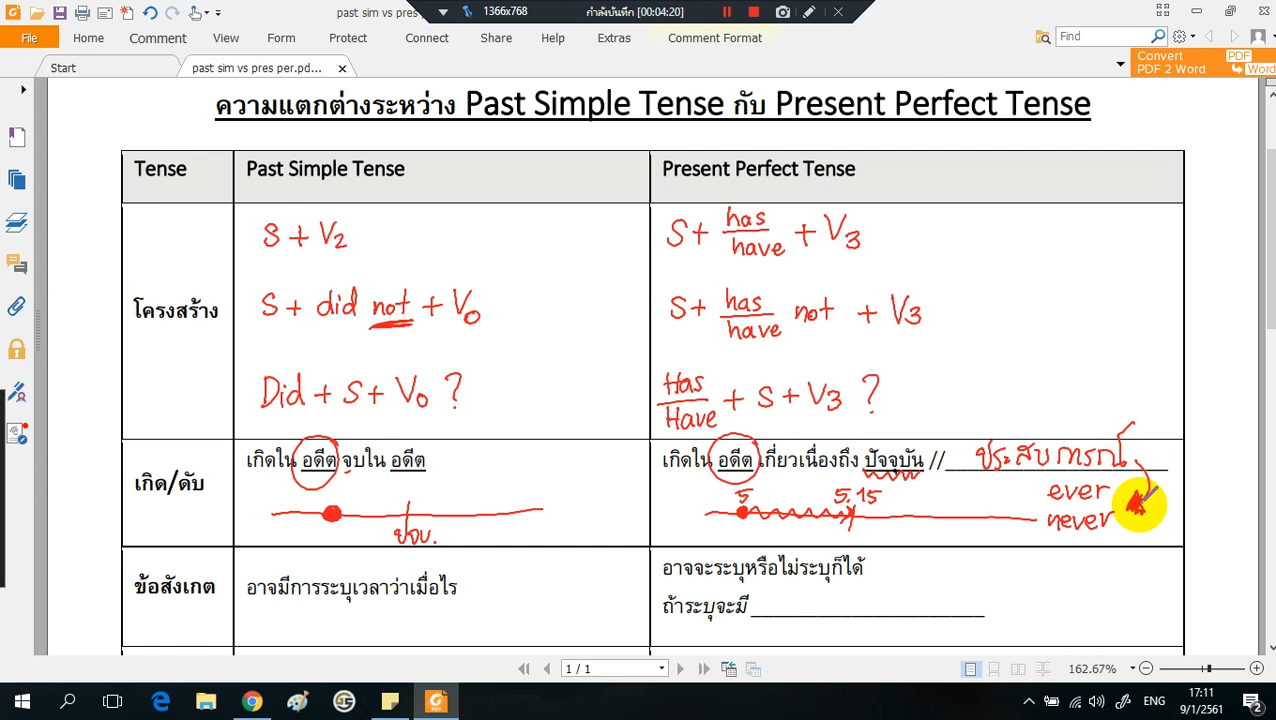 past sim vs pres
1366x768
กำลังบันทึก [00:04:20]
File Home Comment View Form Protect Connect Share Help Extras Comment Format
Find
Start
past sim vs pres per.pd...
Convert PDF
PDF 2 Word Word
ความแตกต่างระหว่าง Past Simple Tense กับ Present Perfect Tense
Tense
Past Simple Tense
Present Perfect Tense
โครงสร้าง
S + V2
S + did not + V0
Did + S + V0 ?
S + has
have + V3
S + has
have not + V3
Has
Have + S + V3 ?
เกิด/ดับ
เกิดใน อดีต จบใน อดีต
ปจบ.
เกิดใน อดีต เกี่ยวเนื่องถึง ปัจจุบัน // ประสบการณ์
5 5.15
ever
never
ข้อสังเกต
อาจมีการระบุเวลาว่าเมื่อไร
อาจจะระบุหรือไม่ระบุก็ได้
ถ้าระบุจะมี ______________________
1 / 1
162.67%
ENG
17:11
9/1/2561
2